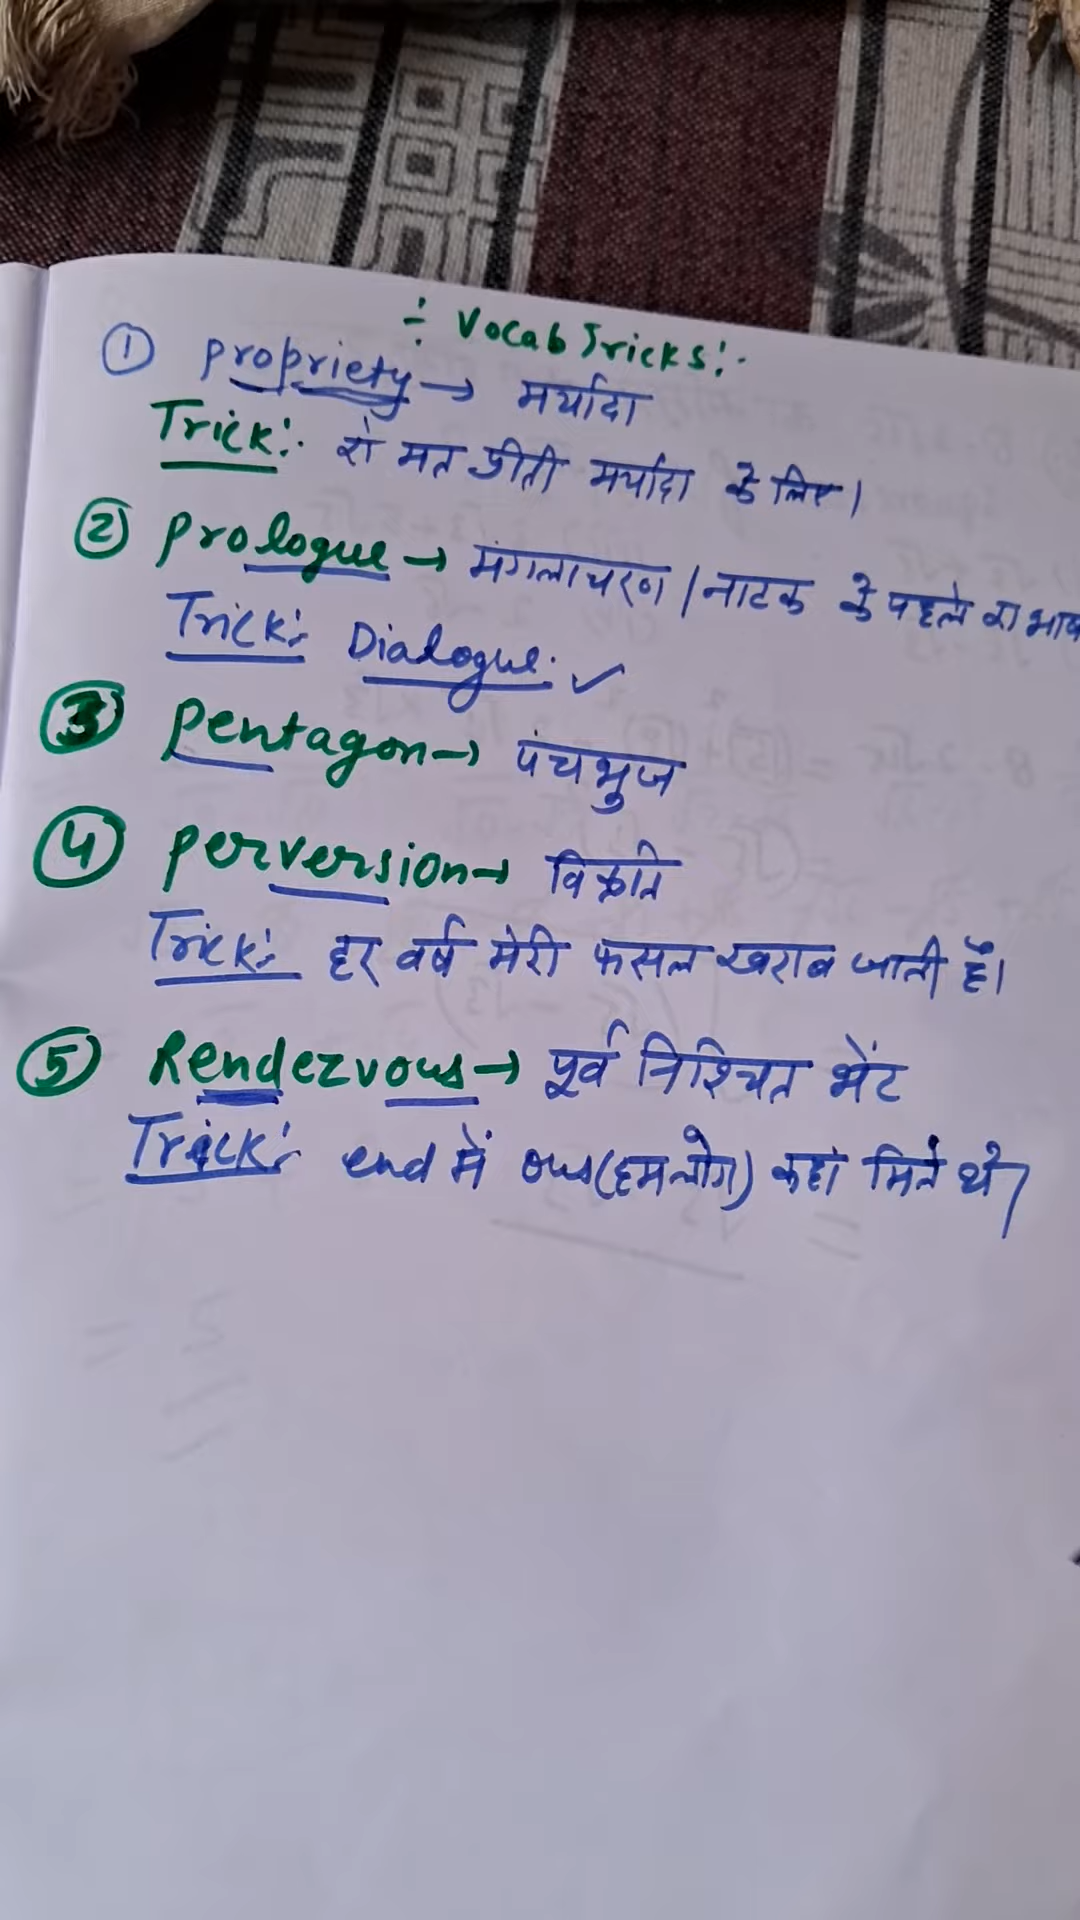 ÷ Vocab Tricks:-
① Propriety → मर्यादा
Trick:- रो मत प्रीती मर्यादा के लिए।
② Prologue → मंगलाचरण / नाटक के पहले का भाष
Trick:- Dialogue. ✓
③ Pentagon → पंचभुज
④ Perversion → विकृति
Trick:- हर वर्ष मेरी फसल खराब जाती है।
⑤ Rendezvous → पूर्व निश्चित भेंट
Trick:- end में ous(हमलोग) कहां मिले थे